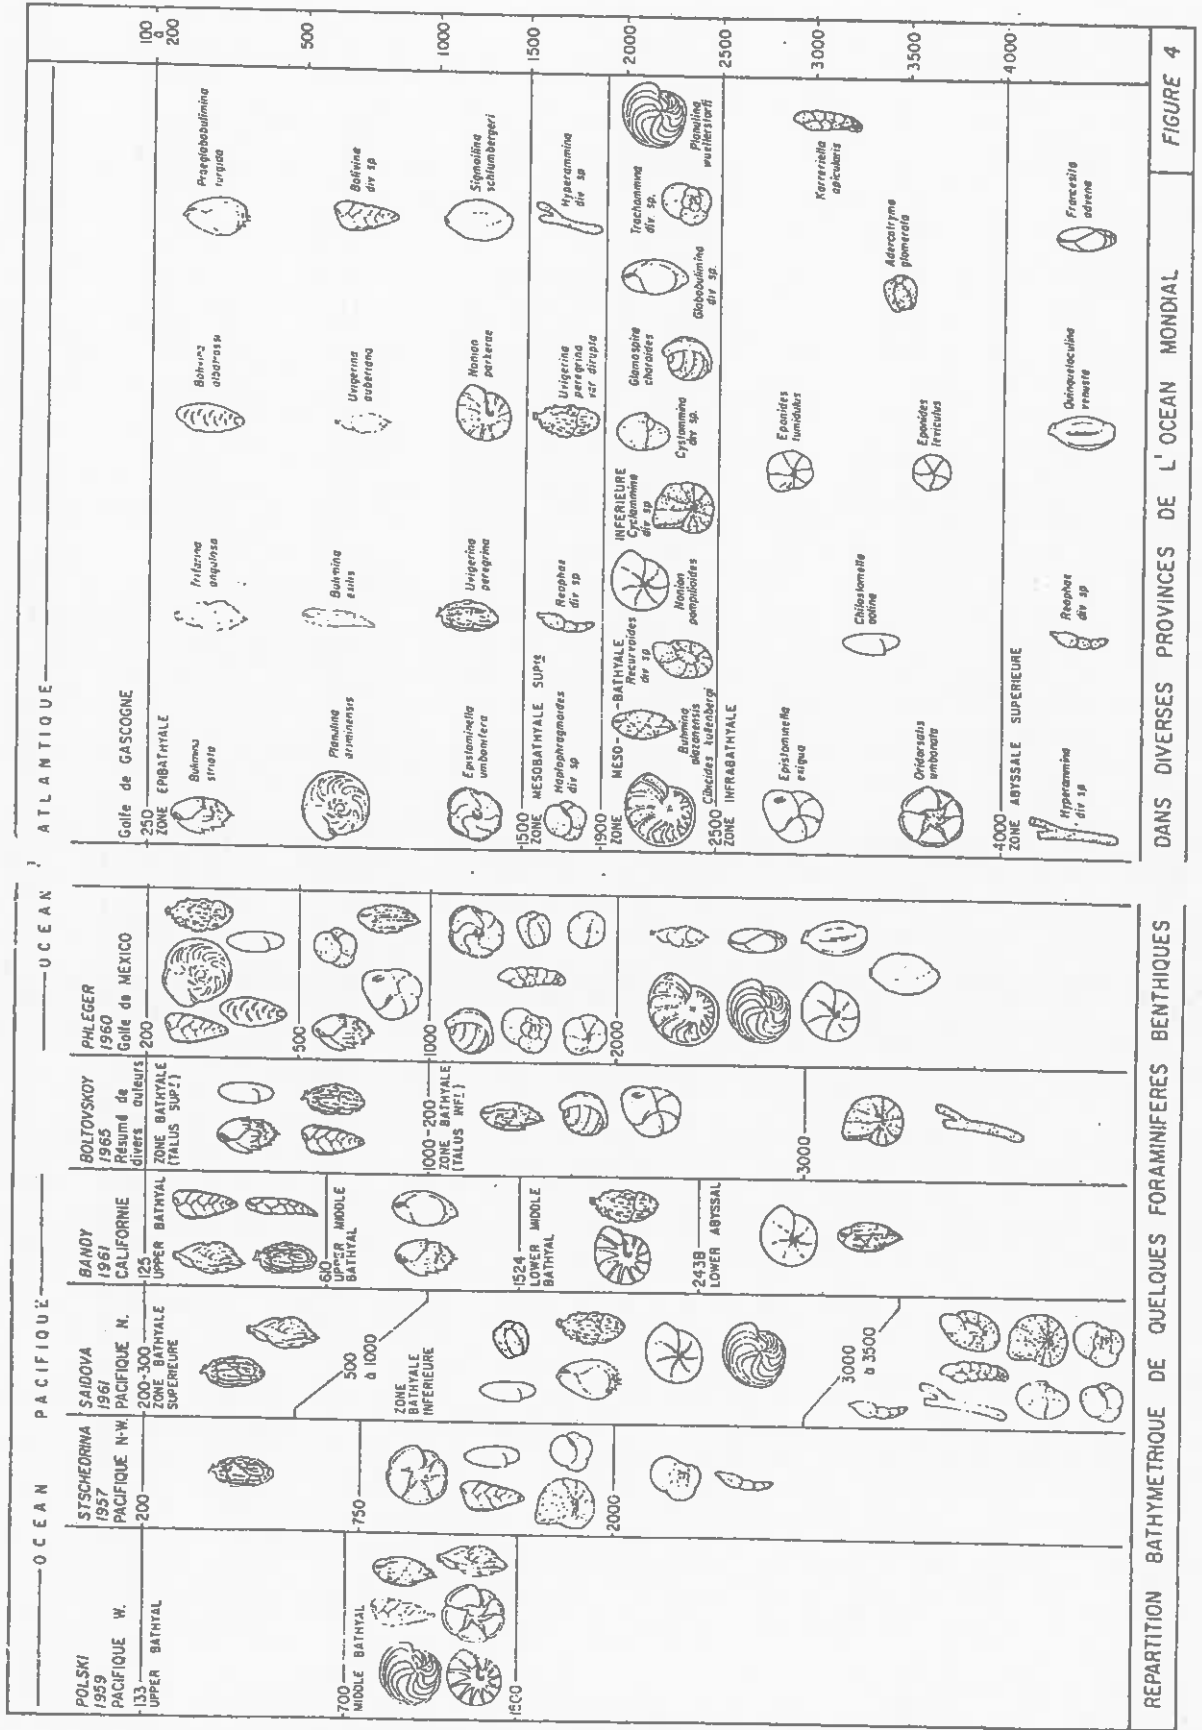 OCEAN PACIFIQUE
OCEAN
ATLANTIQUE
POLSKI
1959
PACIFIQUE W.
133
UPPER BATHYAL
700
MIDDLE BATHYAL
1500
STSCHEDRINA
1957
PACIFIQUE N-W.
200
750
2000
SAIDOVA
1961
PACIFIQUE N.
200-300
ZONE BATHYALE
SUPERIEURE
500
à 1000
ZONE
BATHYALE
INFERIEURE
3000
à 3500
BANDY
1961
CALIFORNIE
125
UPPER BATHYAL
610
UPPER MIDDLE
BATHYAL
1524
LOWER MIDDLE
BATHYAL
2438
LOWER ABYSSAL
BOLTOVSKOY
1965
Résumé de
divers auteurs
ZONE BATHYALE
(TALUS SUP!)
1000-200
ZONE BATHYALE
(TALUS INF!)
3000
PHLEGER
1960
Golfe de MEXICO
200
500
1000
2000
Golfe de GASCOGNE
250
ZONE EPIBATHYALE
Bulimina
striata
Trifarina
angulosa
Bolivina
albatrossi
Praeglobobulimina
turgida
Planulina
ariminensis
Bulimina
exilis
Uvigerina
auberiana
Bolivine
div sp
Epistominella
umbonifera
Uvigerina
peregrina
Nonion
parkerae
Sigmoilina
schlumbergeri
1500
ZONE MESOBATHYALE SUPre
Haplophragmoides
div sp
Reophax
div sp
Uvigerina
peregrina
var dirupta
Hyperammina
div sp
1900
ZONE MESO-BATHYALE INFERIEURE
Cibicides kullenbergi
Bulimina
alazanensis
Recurvoides
div sp
Nonion
pompilioides
Cyclammina
div sp
Cystammina
div sp.
Glomospira
charoides
Globobulimina
div sp.
Trochammina
div. sp.
Planulina
wuellerstorfi
2500
ZONE INFRABATHYALE
Epistominella
exigua
Chilostomella
oolina
Eponides
tumidulus
Karreriella
apicularis
Oridorsalis
umbonata
Eponides
leviculus
Adercotryma
glomerata
4000
ZONE ABYSSALE SUPERIEURE
Hyperammina
div sp
Reophax
div sp
Quinqueloculina
venusta
Francesita
advena
100
à
200
500
1000
1500
2000
2500
3000
3500
4000
REPARTITION BATHYMETRIQUE DE QUELQUES FORAMINIFERES BENTHIQUES
DANS DIVERSES PROVINCES DE L'OCEAN MONDIAL
FIGURE 4